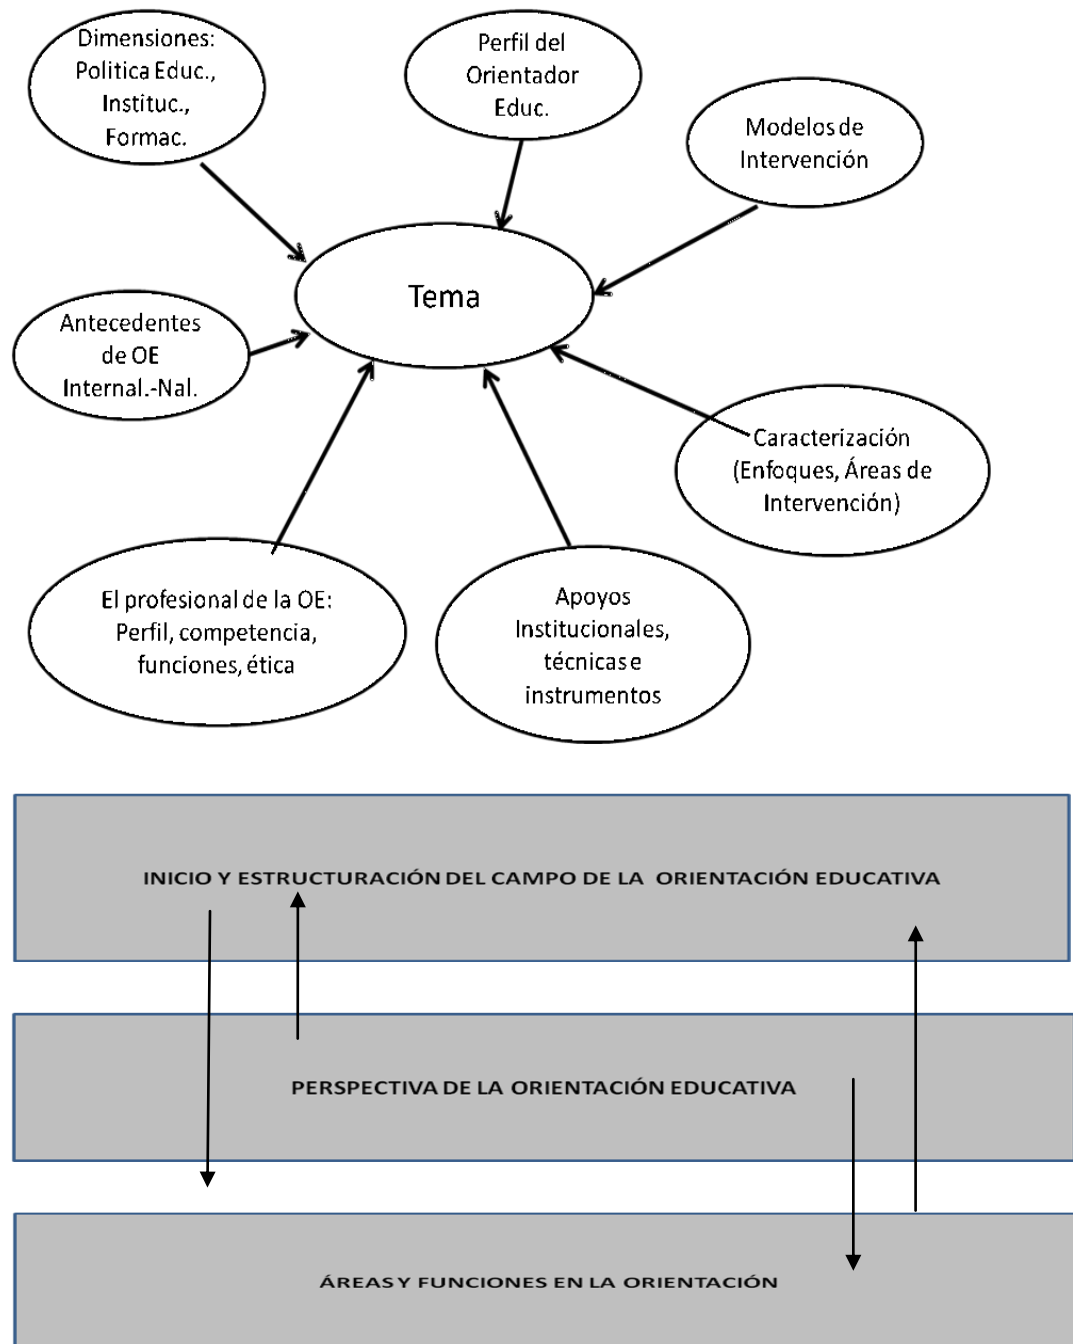 Dimensiones:
Politica Educ.,
Instituc.,
Formac.
Perfil del
Orientador
Educ.
Modelos de
Intervención
Tema
Antecedentes
de OE
Internal.-Nal.
Caracterización
(Enfoques, Áreas de
Intervención)
El profesional de la OE:
Perfil, competencia,
funciones, ética
Apoyos
Institucionales,
técnicas e
instrumentos
INICIO Y ESTRUCTURACIÓN DEL CAMPO DE LA ORIENTACIÓN EDUCATIVA
PERSPECTIVA DE LA ORIENTACIÓN EDUCATIVA
ÁREAS Y FUNCIONES EN LA ORIENTACIÓN